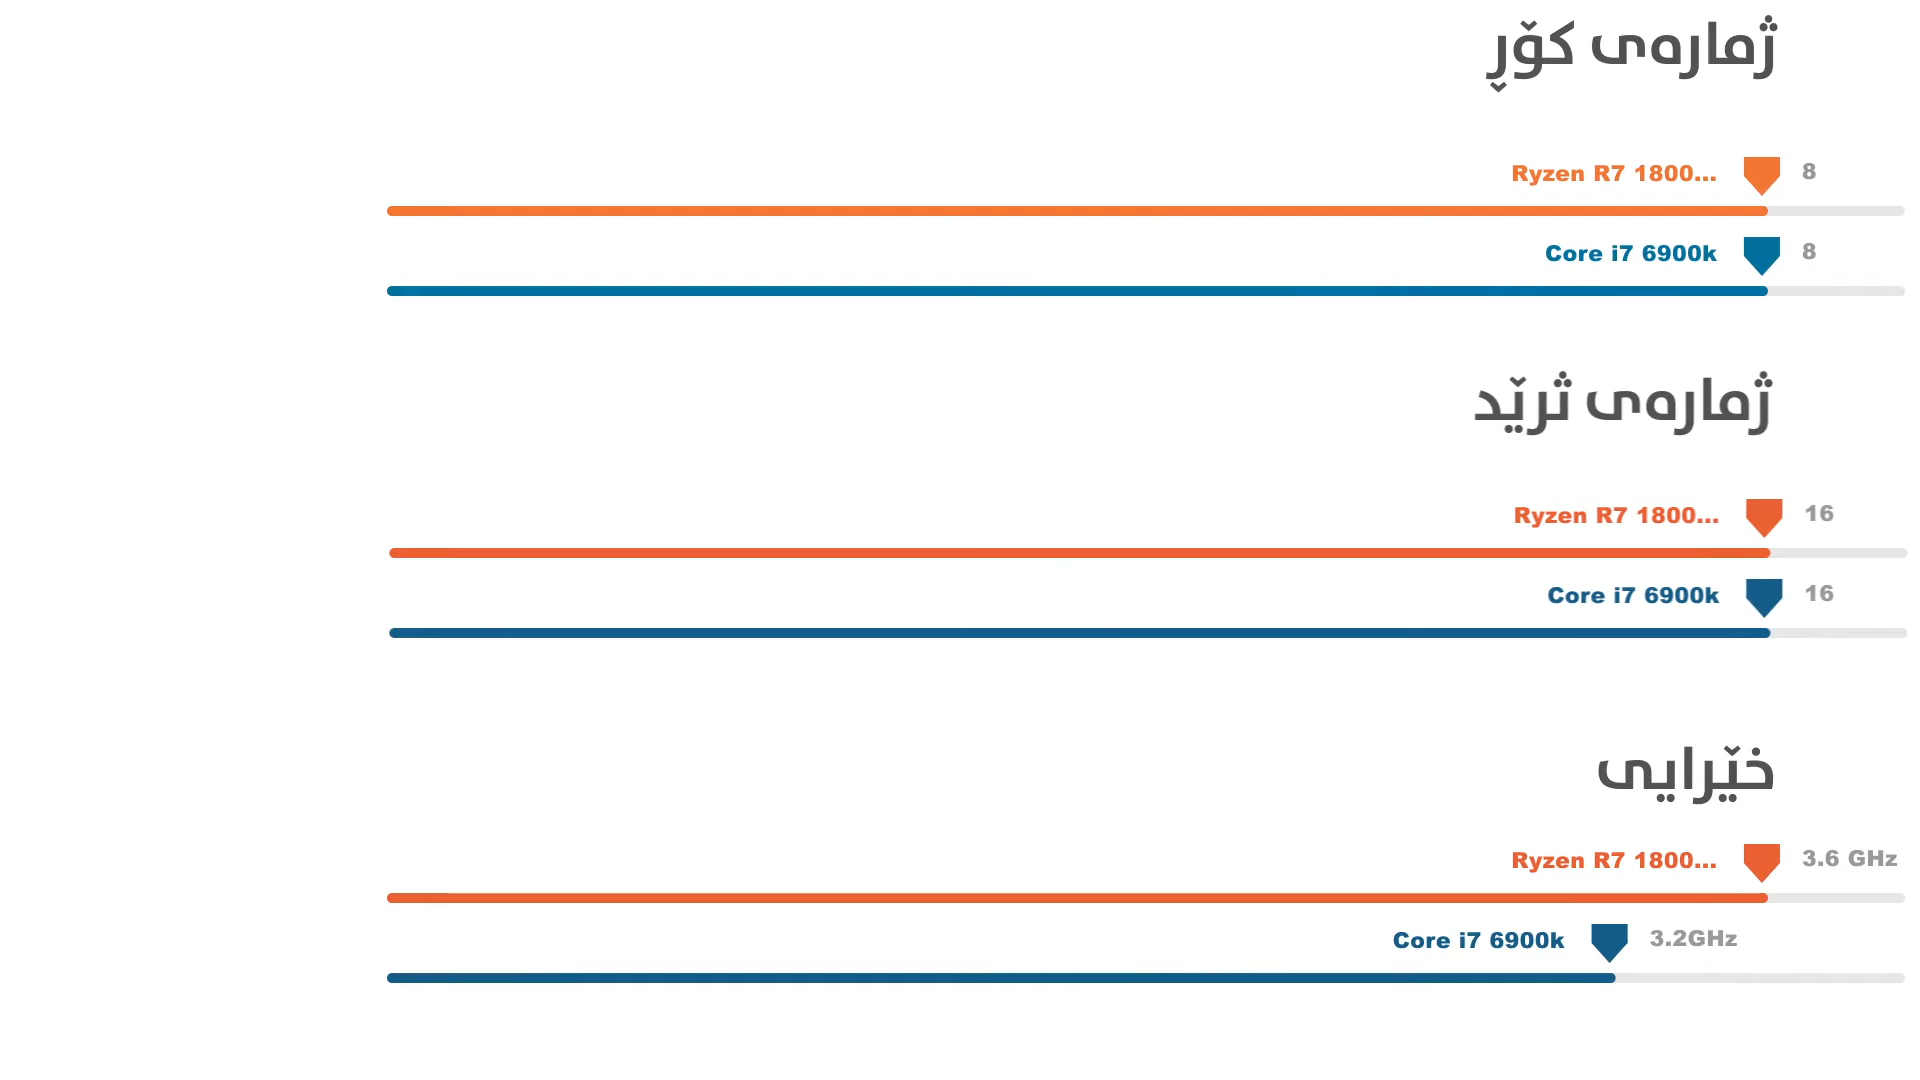 ژمارەی کۆڕ
Ryzen R7 1800... 8
Core i7 6900k 8
ژمارەی ثرێد
Ryzen R7 1800... 16
Core i7 6900k 16
خێرایی
Ryzen R7 1800... 3.6 GHz
Core i7 6900k 3.2GHz